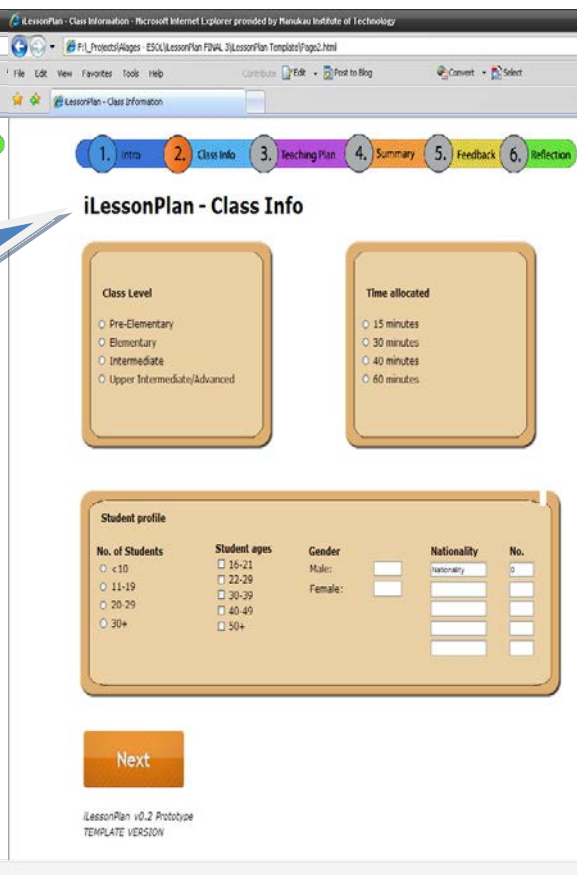 iLessonPlan - Class Information - Microsoft Internet Explorer provided by Manukau Institute of Technology
F:\_Projects\Alages - ESOL\iLessonPlan FINAL 3\iLessonPlan Template\Page2.html
File Edit View Favorites Tools Help Contribute Edit Post to Blog Convert Select
iLessonPlan - Class Information
1. Intro 2. Class Info 3. Teaching Plan 4. Summary 5. Feedback 6. Reflection
iLessonPlan - Class Info
Class Level
Pre-Elementary
Elementary
Intermediate
Upper Intermediate/Advanced
Time allocated
15 minutes
30 minutes
40 minutes
60 minutes
Student profile
No. of Students
<10
11-19
20-29
30+
Student ages
16-21
22-29
30-39
40-49
50+
Gender
Male:
Female:
Nationality
Nationality
No.
0
Next
iLessonPlan v0.2 Prototype
TEMPLATE VERSION